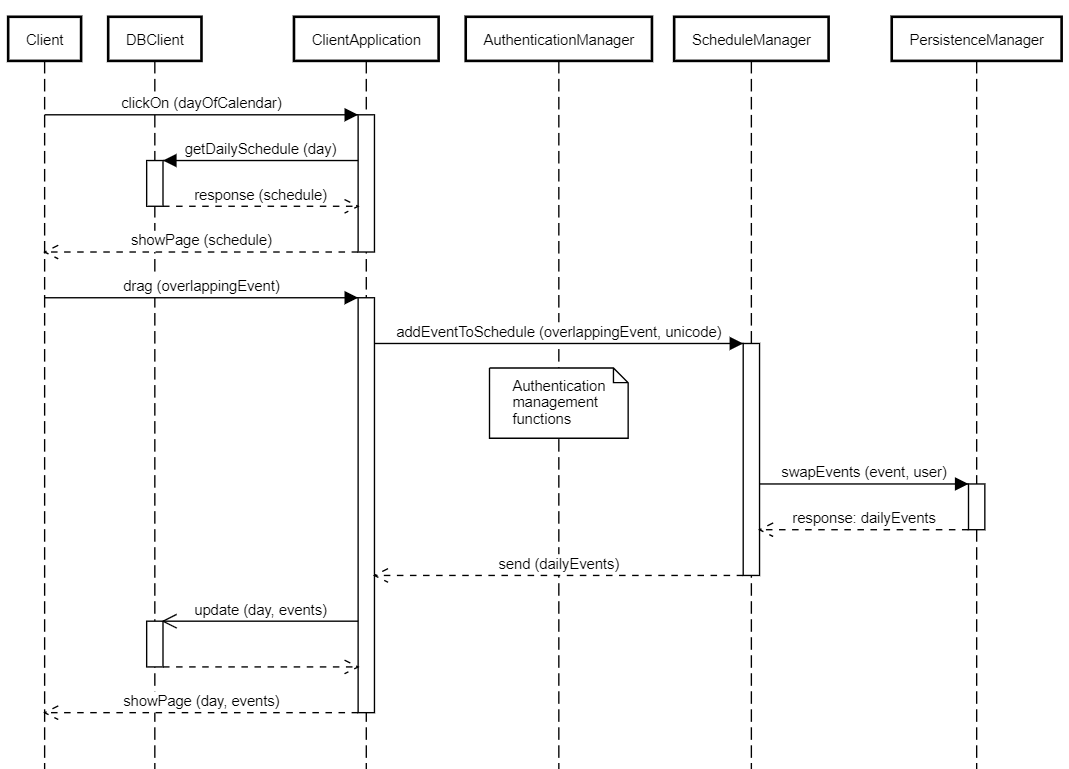 Client
DBClient
ClientApplication
AuthenticationManager
ScheduleManager
PersistenceManager
clickOn (dayOfCalendar)
getDailySchedule (day)
response (schedule)
showPage (schedule)
drag (overlappingEvent)
addEventToSchedule (overlappingEvent, unicode)
Authentication
management
functions
swapEvents (event, user)
response: dailyEvents
send (dailyEvents)
update (day, events)
showPage (day, events)